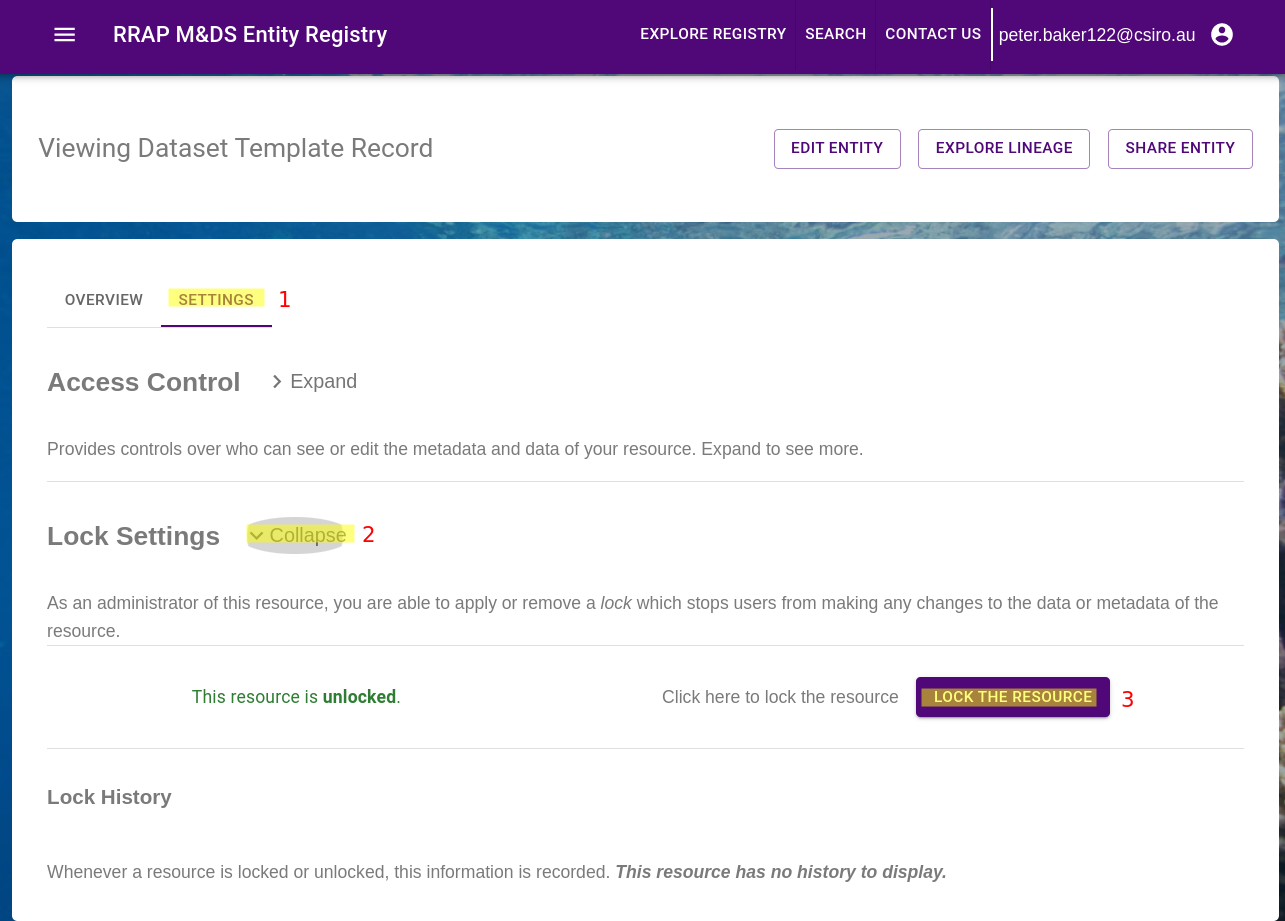 RRAP M&DS Entity Registry
EXPLORE REGISTRY
SEARCH
CONTACT US
peter.baker122@csiro.au
Viewing Dataset Template Record
EDIT ENTITY
EXPLORE LINEAGE
SHARE ENTITY
OVERVIEW
SETTINGS
1
Access Control
Expand
Provides controls over who can see or edit the metadata and data of your resource. Expand to see more.
Lock Settings
Collapse
2
As an administrator of this resource, you are able to apply or remove a lock which stops users from making any changes to the data or metadata of the
resource.
This resource is unlocked.
Click here to lock the resource
LOCK THE RESOURCE
3
Lock History
Whenever a resource is locked or unlocked, this information is recorded. This resource has no history to display.